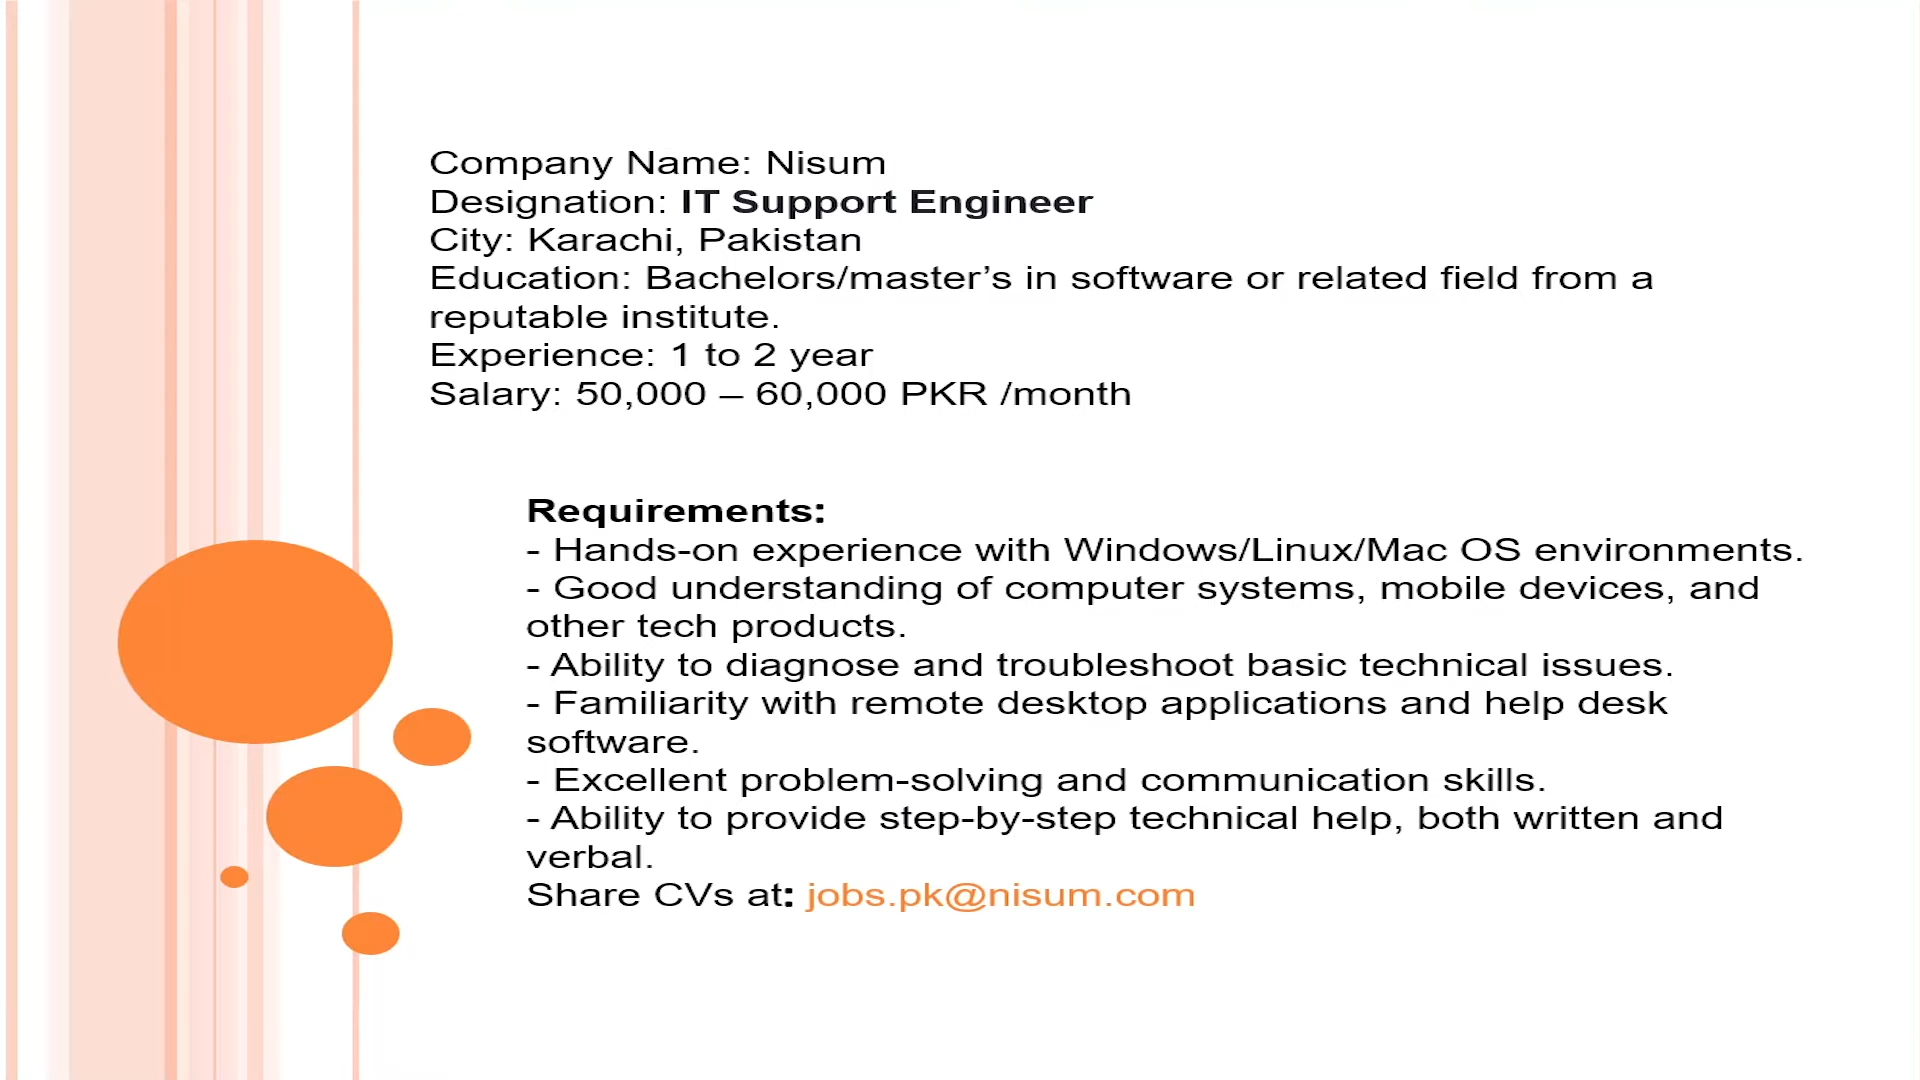 Company Name: Nisum
Designation: IT Support Engineer
City: Karachi, Pakistan
Education: Bachelors/master’s in software or related field from a
reputable institute.
Experience: 1 to 2 year
Salary: 50,000 – 60,000 PKR /month
Requirements:
- Hands-on experience with Windows/Linux/Mac OS environments.
- Good understanding of computer systems, mobile devices, and
other tech products.
- Ability to diagnose and troubleshoot basic technical issues.
- Familiarity with remote desktop applications and help desk
software.
- Excellent problem-solving and communication skills.
- Ability to provide step-by-step technical help, both written and
verbal.
Share CVs at: jobs.pk@nisum.com